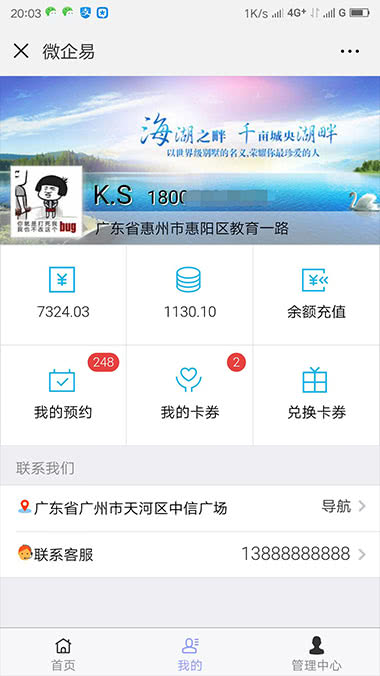 20:03
1K/s 4G+ G
微企易
海湖之畔 千亩城央湖畔
以世界级别墅的名义,荣耀你最珍爱的人
K.S 1800
bug
广东省惠州市惠阳区教育一路
7324.03
1130.10
余额充值
248
我的预约
2
我的卡券
兑换卡券
联系我们
广东省广州市天河区中信广场 导航
联系客服 13888888888
首页
我的
管理中心